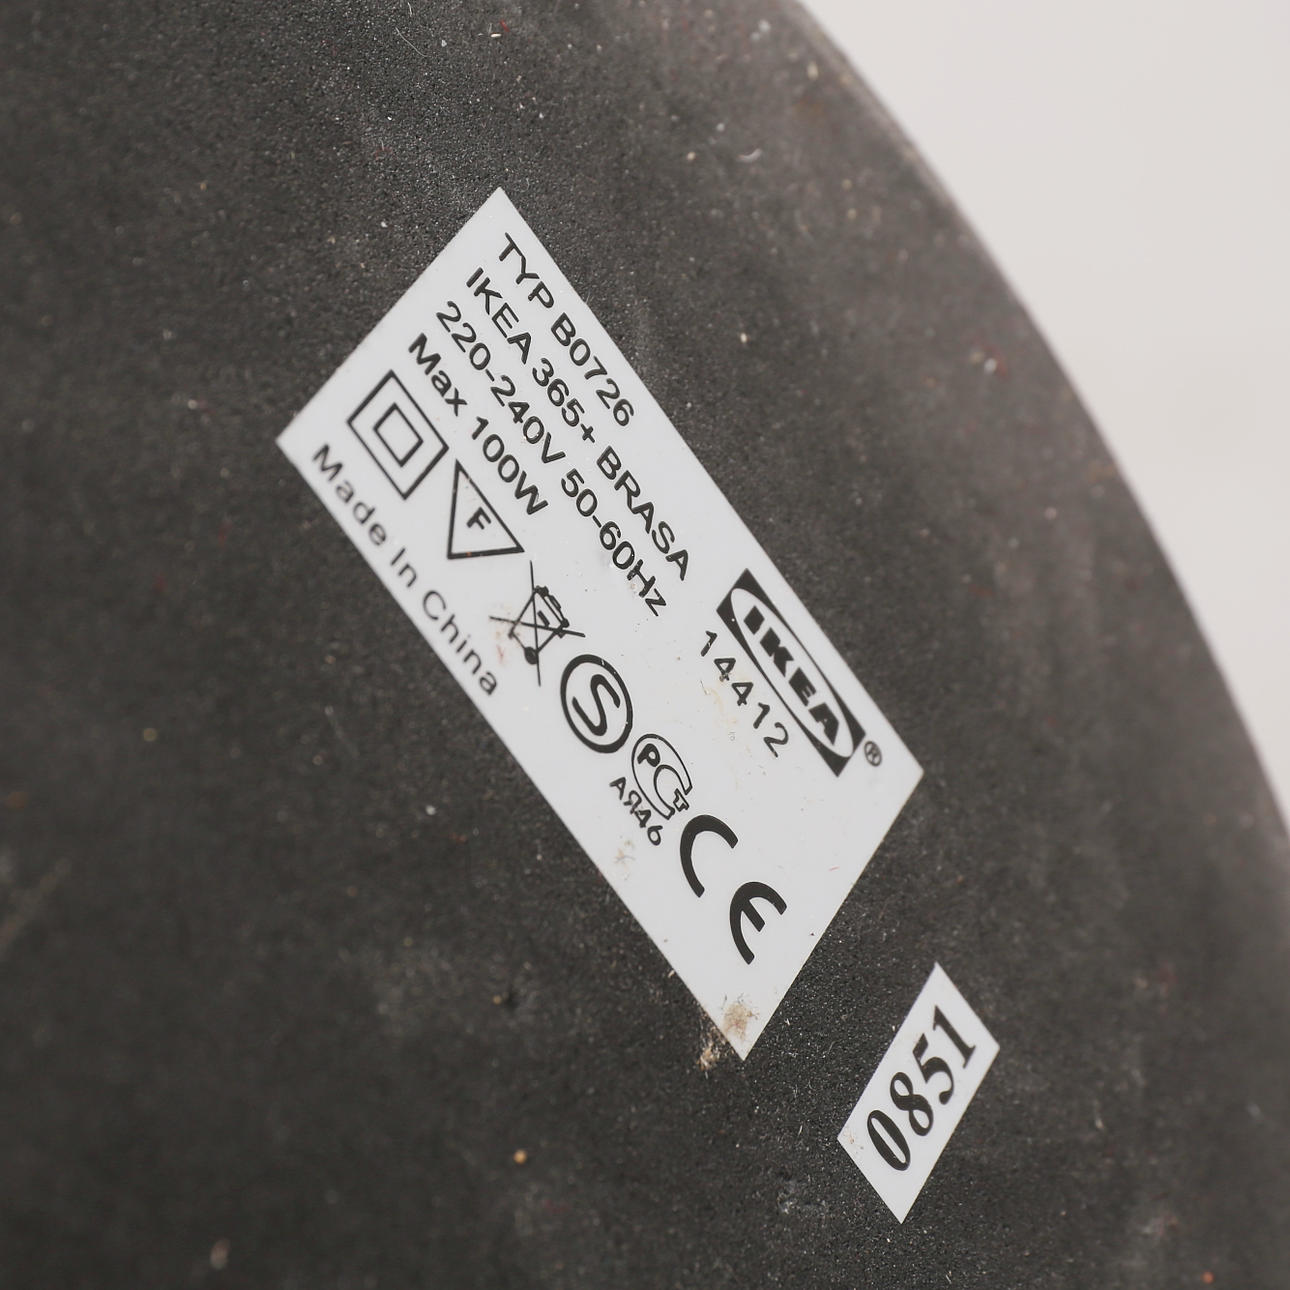 TYP B0726
IKEA 365+ BRASA
220-240V 50-60Hz
Max 100W
F
S
PCT
АЯ46
Made In China
IKEA®
14412
CE
0851